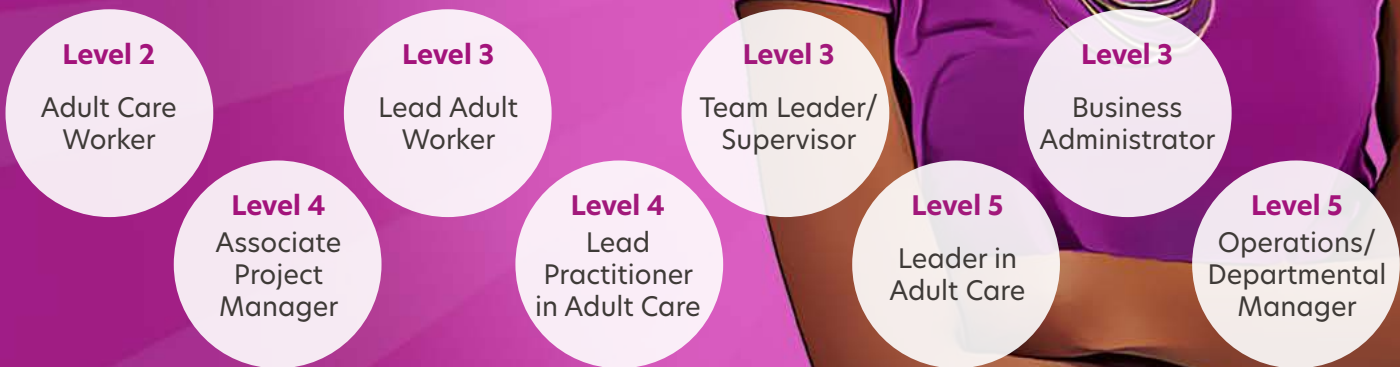 Level 2
Adult Care
Worker
Level 3
Lead Adult
Worker
Level 3
Team Leader/
Supervisor
Level 3
Business
Administrator
Level 4
Associate
Project
Manager
Level 4
Lead
Practitioner
in Adult Care
Level 5
Leader in
Adult Care
Level 5
Operations/
Departmental
Manager